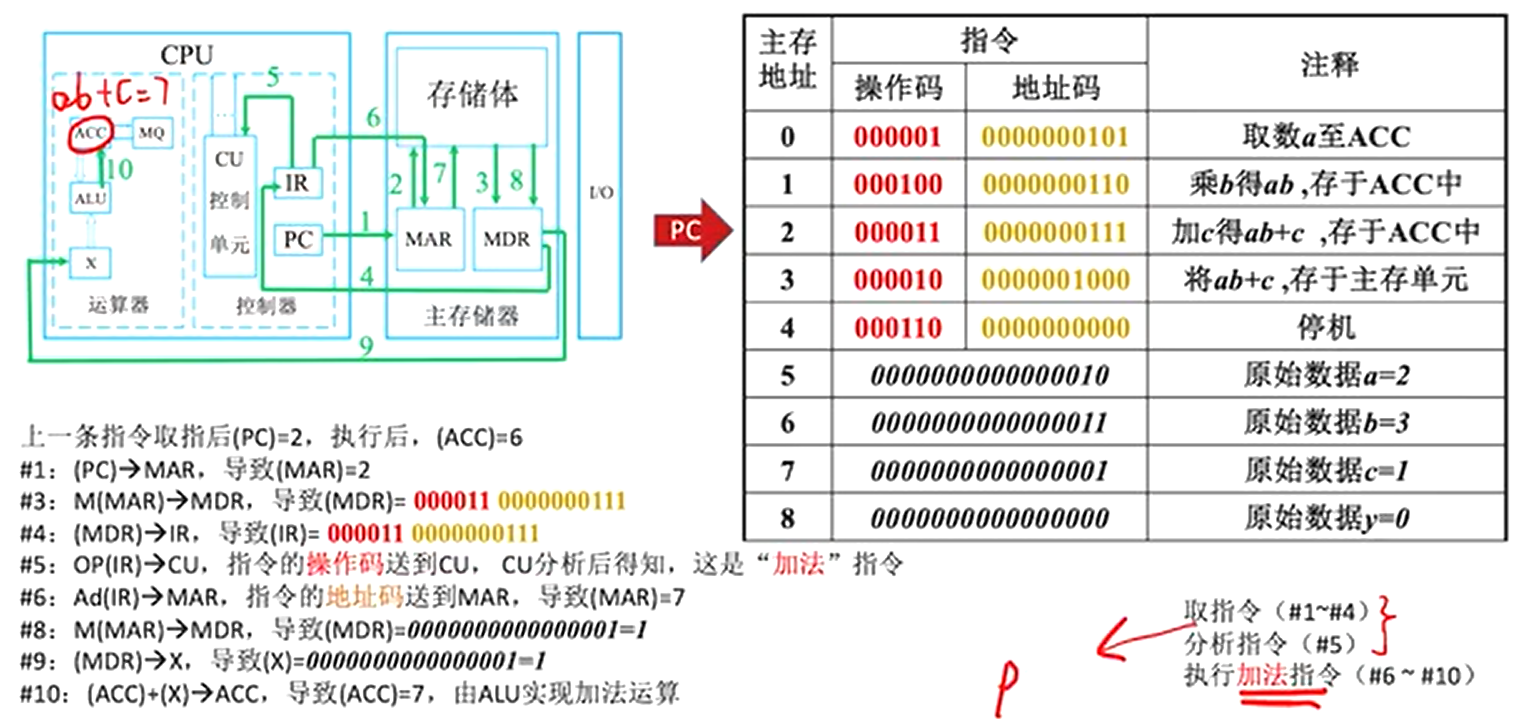 CPU
ab+c=7
ACC
MQ
10
ALU
X
运算器
5
...
CU
控制
单元
IR
PC
控制器
6
1
4
9
存储体
2
7
3
8
MAR
MDR
主存储器
I/O
PC
主存地址 指令 注释
操作码 地址码
0 000001 0000000101 取数a至ACC
1 000100 0000000110 乘b得ab ,存于ACC中
2 000011 0000000111 加c得ab+c ,存于ACC中
3 000010 0000001000 将ab+c ,存于主存单元
4 000110 0000000000 停机
5 0000000000000010 原始数据a=2
6 0000000000000011 原始数据b=3
7 0000000000000001 原始数据c=1
8 0000000000000000 原始数据y=0
上一条指令取指后(PC)=2，执行后，(ACC)=6
#1：(PC)→MAR，导致(MAR)=2
#3：M(MAR)→MDR，导致(MDR)= 000011 0000000111
#4：(MDR)→IR，导致(IR)= 000011 0000000111
#5：OP(IR)→CU，指令的操作码送到CU，CU分析后得知，这是“加法”指令
#6：Ad(IR)→MAR，指令的地址码送到MAR，导致(MAR)=7
#8：M(MAR)→MDR，导致(MDR)=0000000000000001=1
#9：(MDR)→X，导致(X)=0000000000000001=1
#10：(ACC)+(X)→ACC，导致(ACC)=7，由ALU实现加法运算
取指令（#1~#4）
分析指令（#5）
执行加法指令（#6 ~ #10）
P